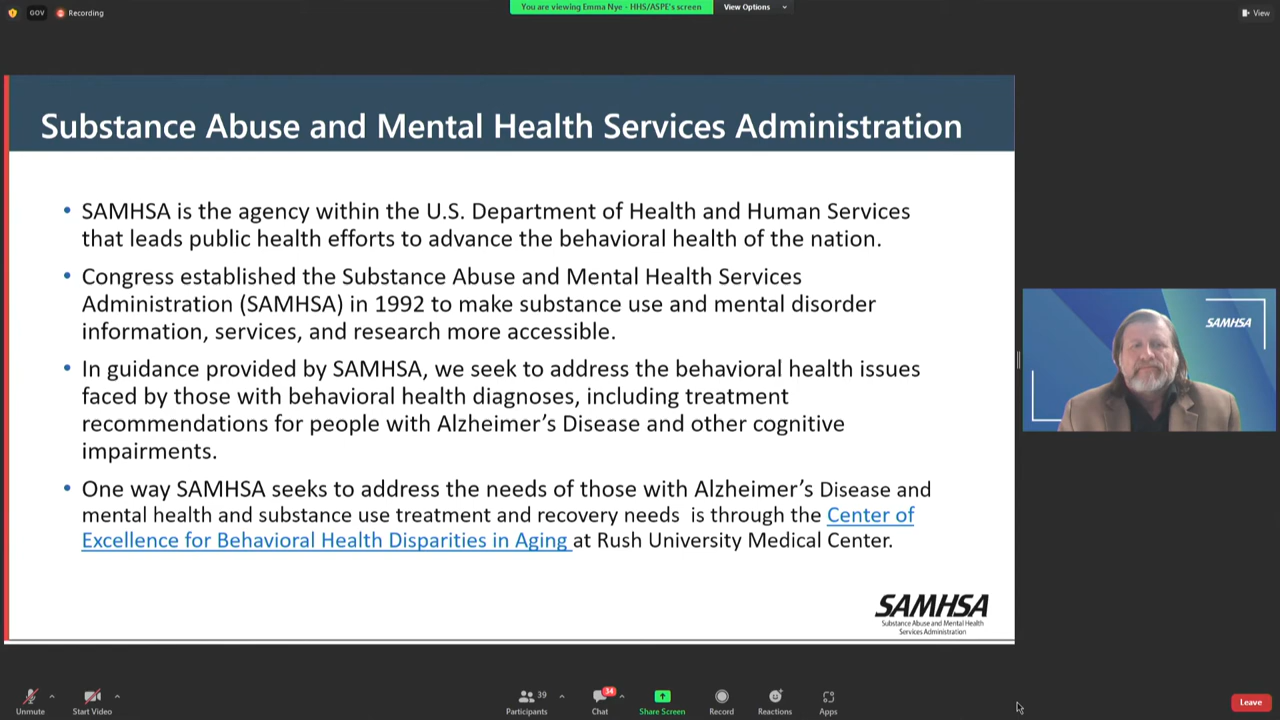 GOV
Recording
You are viewing Emma Nye - HHS/ASPE's screen
View Options
View
Substance Abuse and Mental Health Services Administration
• SAMHSA is the agency within the U.S. Department of Health and Human Services
that leads public health efforts to advance the behavioral health of the nation.
• Congress established the Substance Abuse and Mental Health Services
Administration (SAMHSA) in 1992 to make substance use and mental disorder
information, services, and research more accessible.
• In guidance provided by SAMHSA, we seek to address the behavioral health issues
faced by those with behavioral health diagnoses, including treatment
recommendations for people with Alzheimer’s Disease and other cognitive
impairments.
• One way SAMHSA seeks to address the needs of those with Alzheimer’s Disease and
mental health and substance use treatment and recovery needs  is through the Center of
Excellence for Behavioral Health Disparities in Aging at Rush University Medical Center.
SAMHSA
Substance Abuse and Mental Health
Services Administration
SAMHSA
Unmute
Start Video
39
Participants
34
Chat
Share Screen
Record
Reactions
Apps
Leave